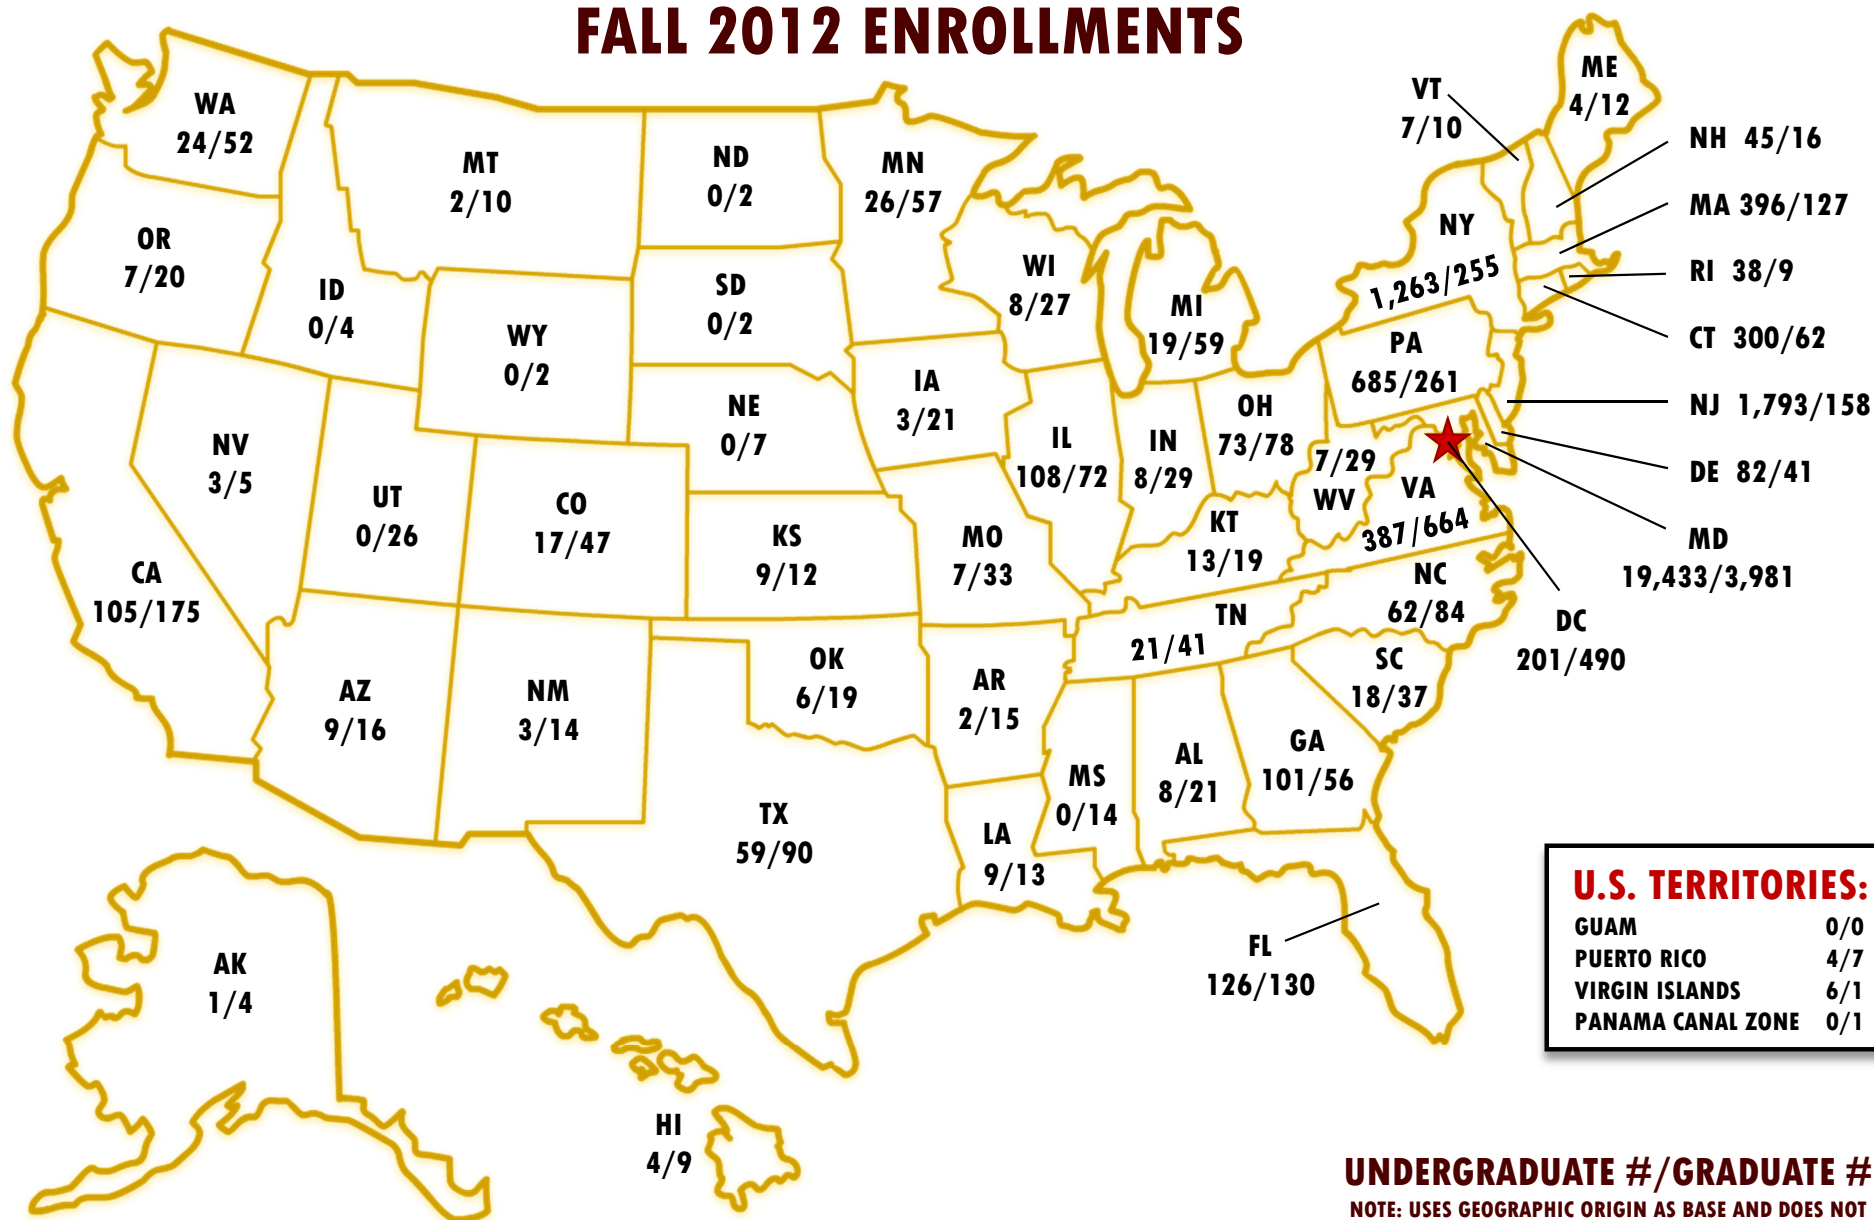 FALL 2012 ENROLLMENTS
WA
24/52
OR
7/20
ID
0/4
MT
2/10
ND
0/2
MN
26/57
SD
0/2
WY
0/2
WI
8/27
MI
19/59
NY
1,263/255
VT
7/10
ME
4/12
NH 45/16
MA 396/127
RI 38/9
CT 300/62
NJ 1,793/158
DE 82/41
MD
19,433/3,981
DC
201/490
PA
685/261
IA
3/21
NE
0/7
NV
3/5
UT
0/26
CO
17/47
CA
105/175
KS
9/12
MO
7/33
IL
108/72
IN
8/29
OH
73/78
7/29
WV
VA
387/664
KT
13/19
NC
62/84
TN
21/41
SC
18/37
AZ
9/16
NM
3/14
OK
6/19
AR
2/15
TX
59/90
LA
9/13
MS
0/14
AL
8/21
GA
101/56
FL
126/130
AK
1/4
HI
4/9
U.S. TERRITORIES:
GUAM 0/0
PUERTO RICO 4/7
VIRGIN ISLANDS 6/1
PANAMA CANAL ZONE 0/1
UNDERGRADUATE #/GRADUATE #
NOTE: USES GEOGRAPHIC ORIGIN AS BASE AND DOES NOT